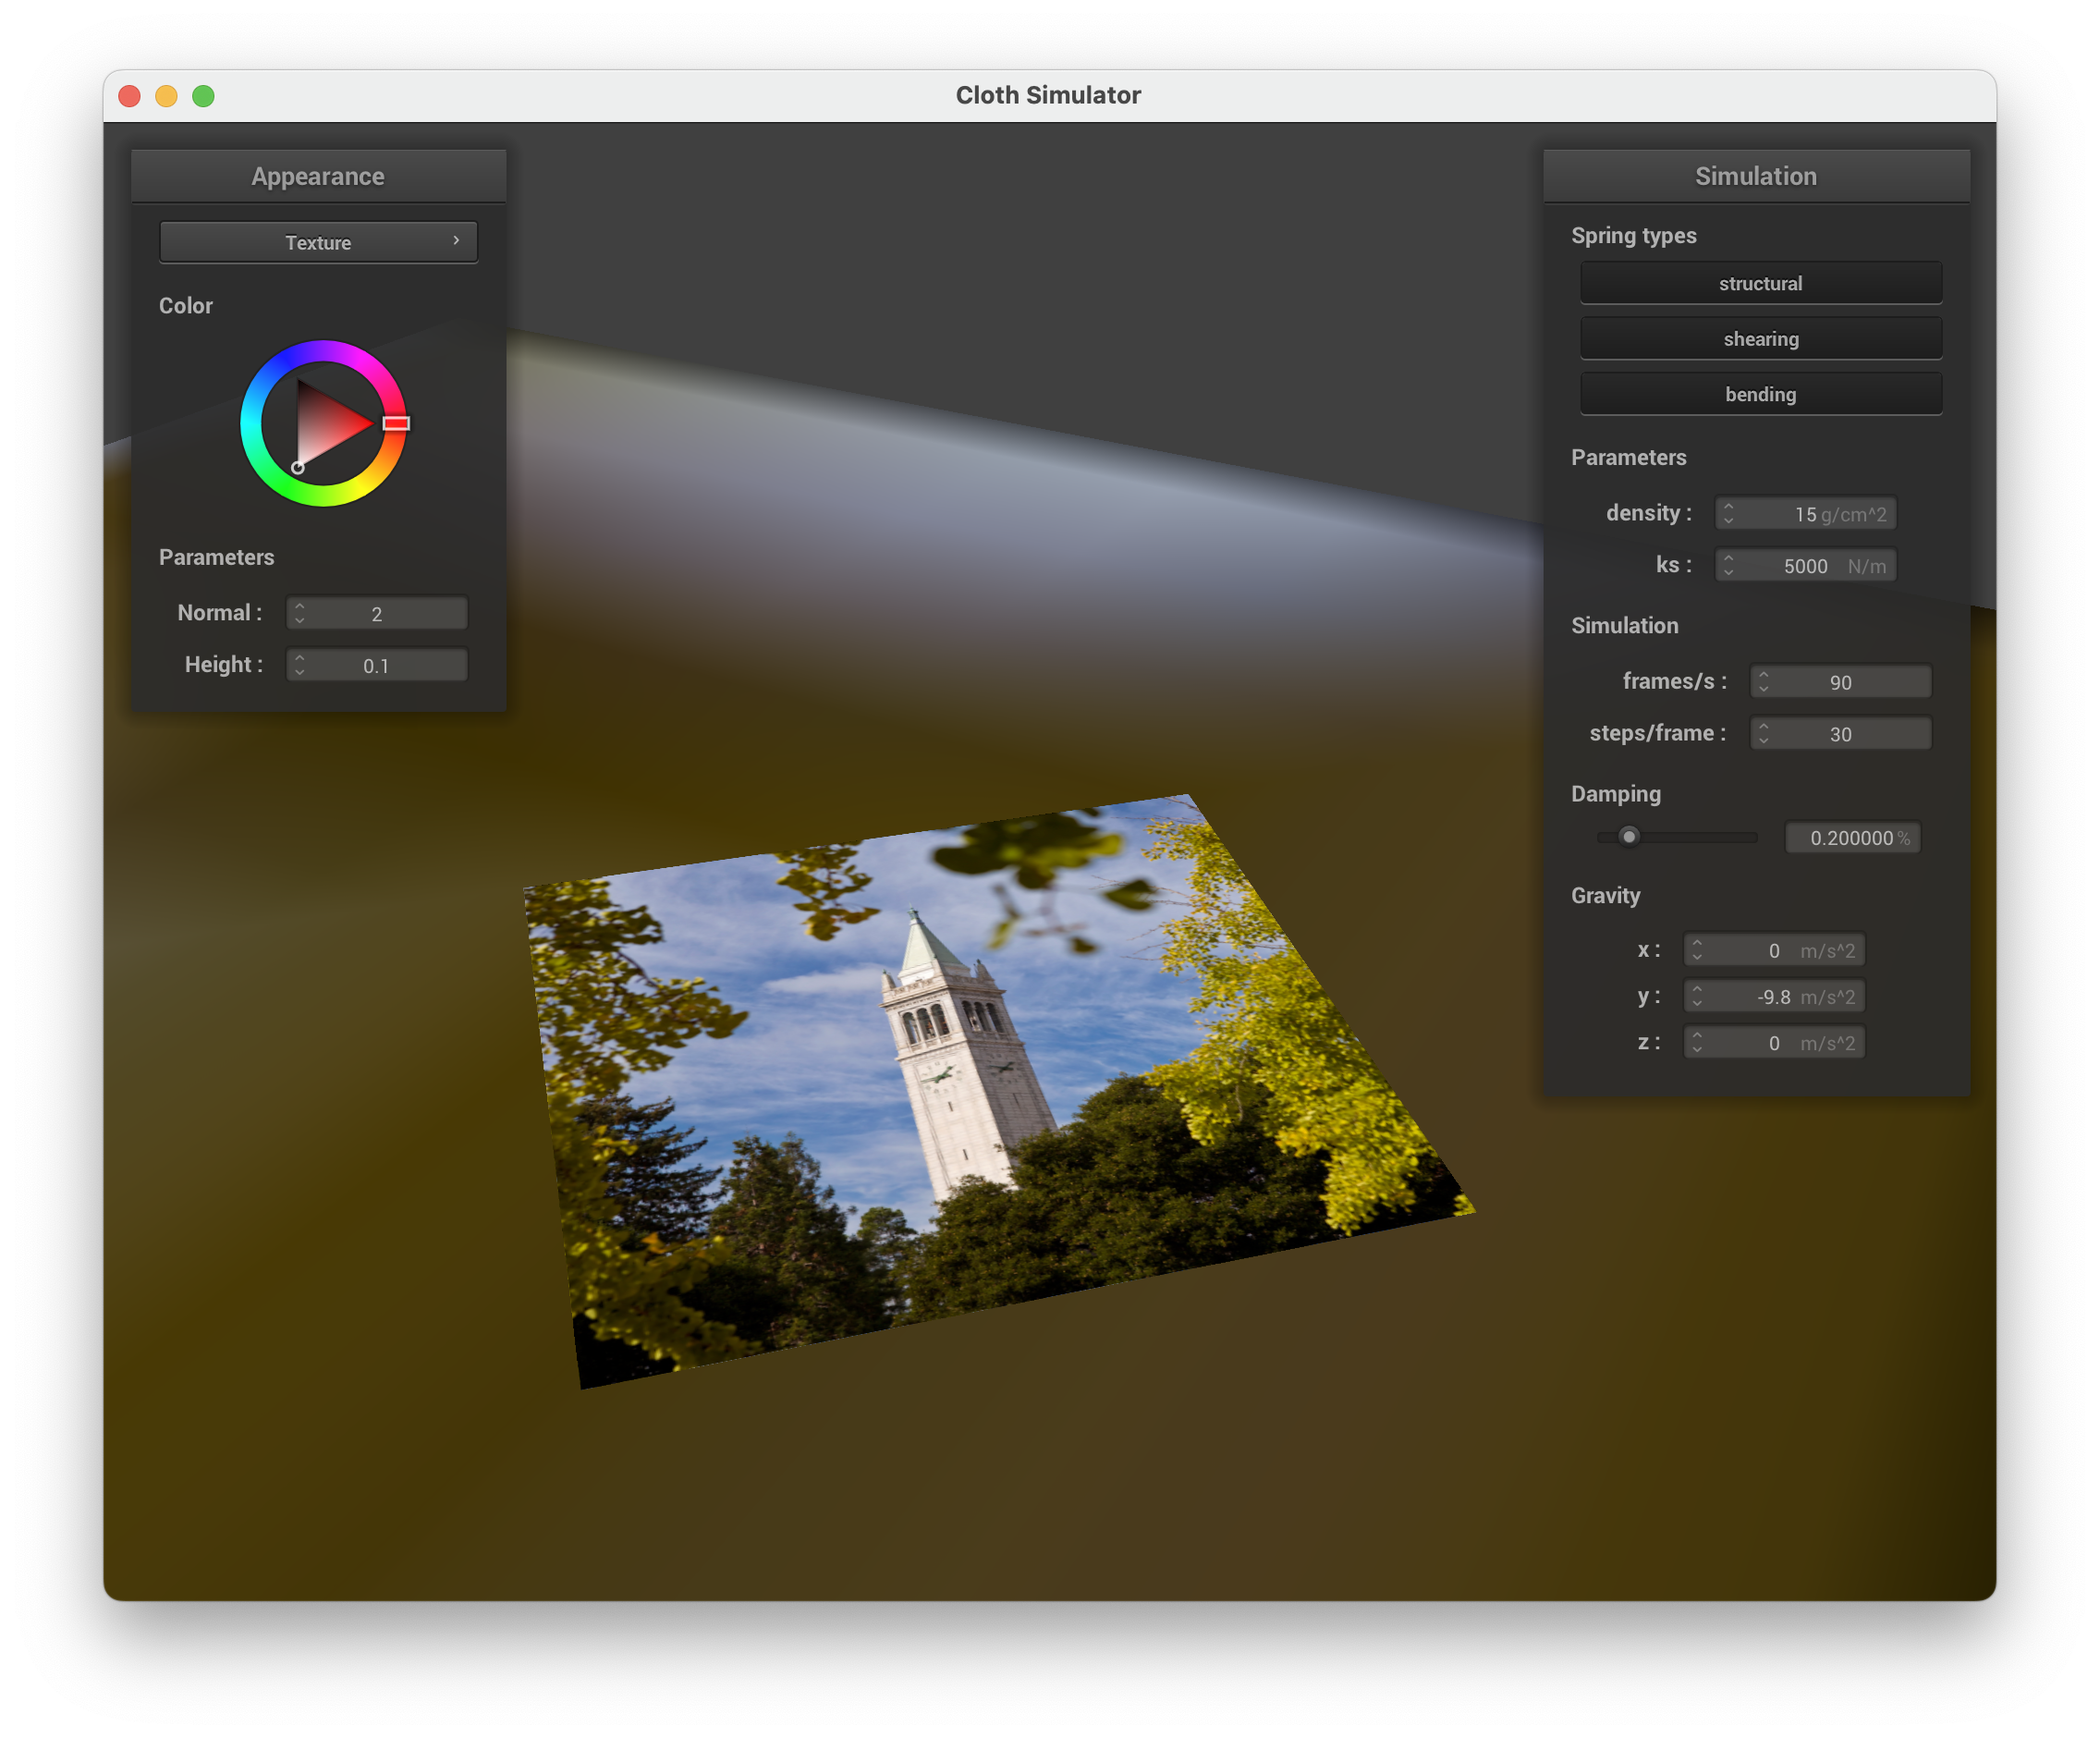 Cloth Simulator
Appearance
Texture
Color
Parameters
Normal :
2
Height :
0.1
Simulation
Spring types
structural
shearing
bending
Parameters
density :
15 g/cm^2
ks :
5000 N/m
Simulation
frames/s :
90
steps/frame :
30
Damping
0.200000 %
Gravity
x :
0 m/s^2
y :
-9.8 m/s^2
z :
0 m/s^2